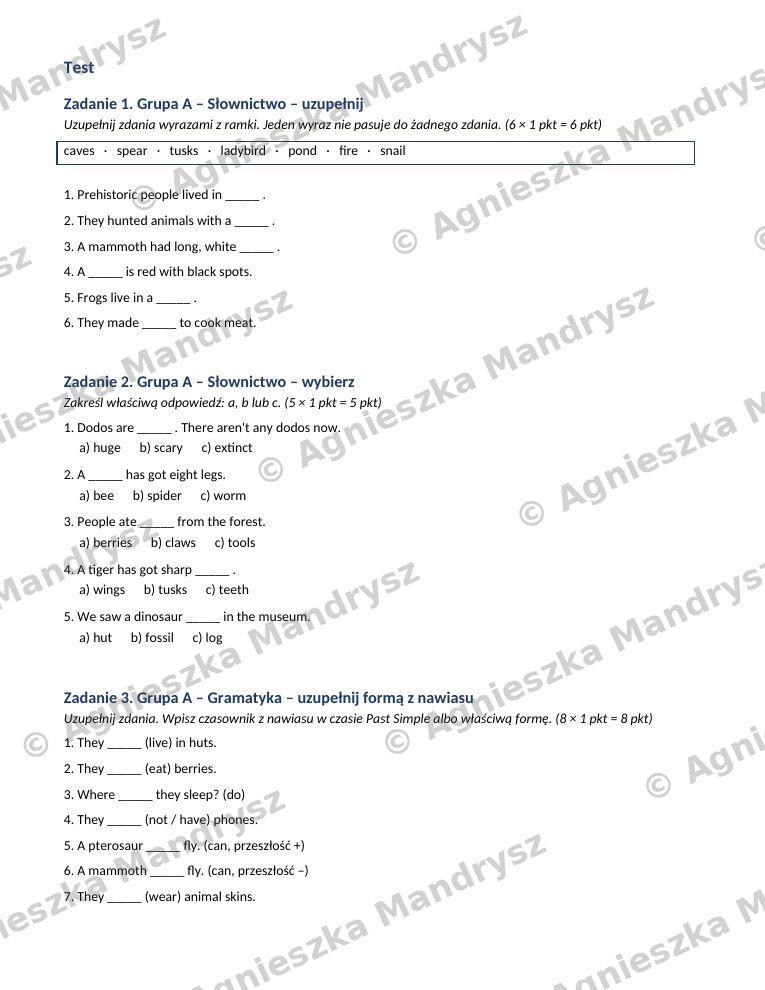 Test
Zadanie 1. Grupa A – Słownictwo – uzupełnij
Uzupełnij zdania wyrazami z ramki. Jeden wyraz nie pasuje do żadnego zdania. (6 × 1 pkt = 6 pkt)
caves · spear · tusks · ladybird · pond · fire · snail
1. Prehistoric people lived in _____ .
2. They hunted animals with a _____ .
3. A mammoth had long, white _____ .
4. A _____ is red with black spots.
5. Frogs live in a _____ .
6. They made _____ to cook meat.
Zadanie 2. Grupa A – Słownictwo – wybierz
Zakreśl właściwą odpowiedź: a, b lub c. (5 × 1 pkt = 5 pkt)
1. Dodos are _____ . There aren't any dodos now.
a) huge b) scary c) extinct
2. A _____ has got eight legs.
a) bee b) spider c) worm
3. People ate _____ from the forest.
a) berries b) claws c) tools
4. A tiger has got sharp _____ .
a) wings b) tusks c) teeth
5. We saw a dinosaur _____ in the museum.
a) hut b) fossil c) log
Zadanie 3. Grupa A – Gramatyka – uzupełnij formą z nawiasu
Uzupełnij zdania. Wpisz czasownik z nawiasu w czasie Past Simple albo właściwą formę. (8 × 1 pkt = 8 pkt)
1. They _____ (live) in huts.
2. They _____ (eat) berries.
3. Where _____ they sleep? (do)
4. They _____ (not / have) phones.
5. A pterosaur _____ fly. (can, przeszłość +)
6. A mammoth _____ fly. (can, przeszłość –)
7. They _____ (wear) animal skins.
© Agnieszka Mandrysz